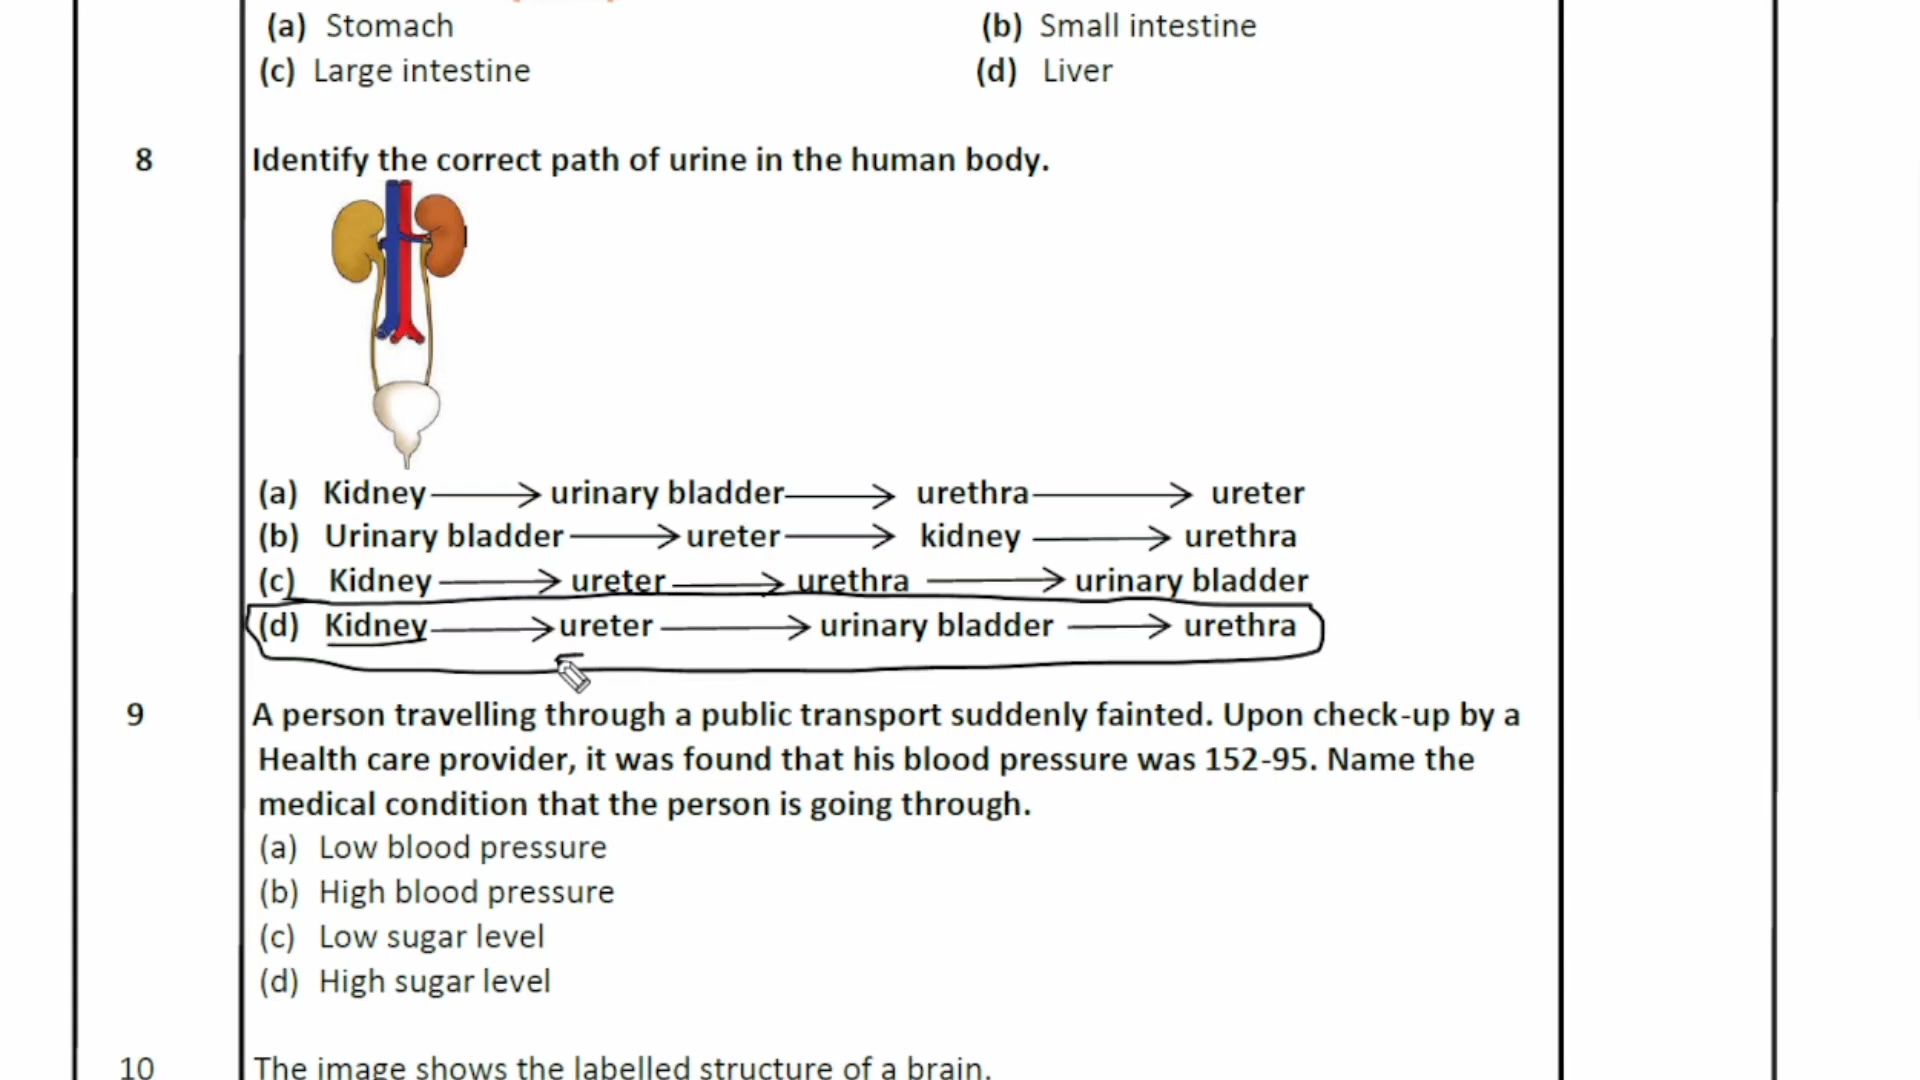 (a) Stomach (b) Small intestine
(c) Large intestine (d) Liver
8 Identify the correct path of urine in the human body.
(a) Kidney → urinary bladder → urethra → ureter
(b) Urinary bladder → ureter → kidney → urethra
(c) Kidney → ureter → urethra → urinary bladder
(d) Kidney → ureter → urinary bladder → urethra
9 A person travelling through a public transport suddenly fainted. Upon check-up by a
Health care provider, it was found that his blood pressure was 152-95. Name the
medical condition that the person is going through.
(a) Low blood pressure
(b) High blood pressure
(c) Low sugar level
(d) High sugar level
10 The image shows the labelled structure of a brain.